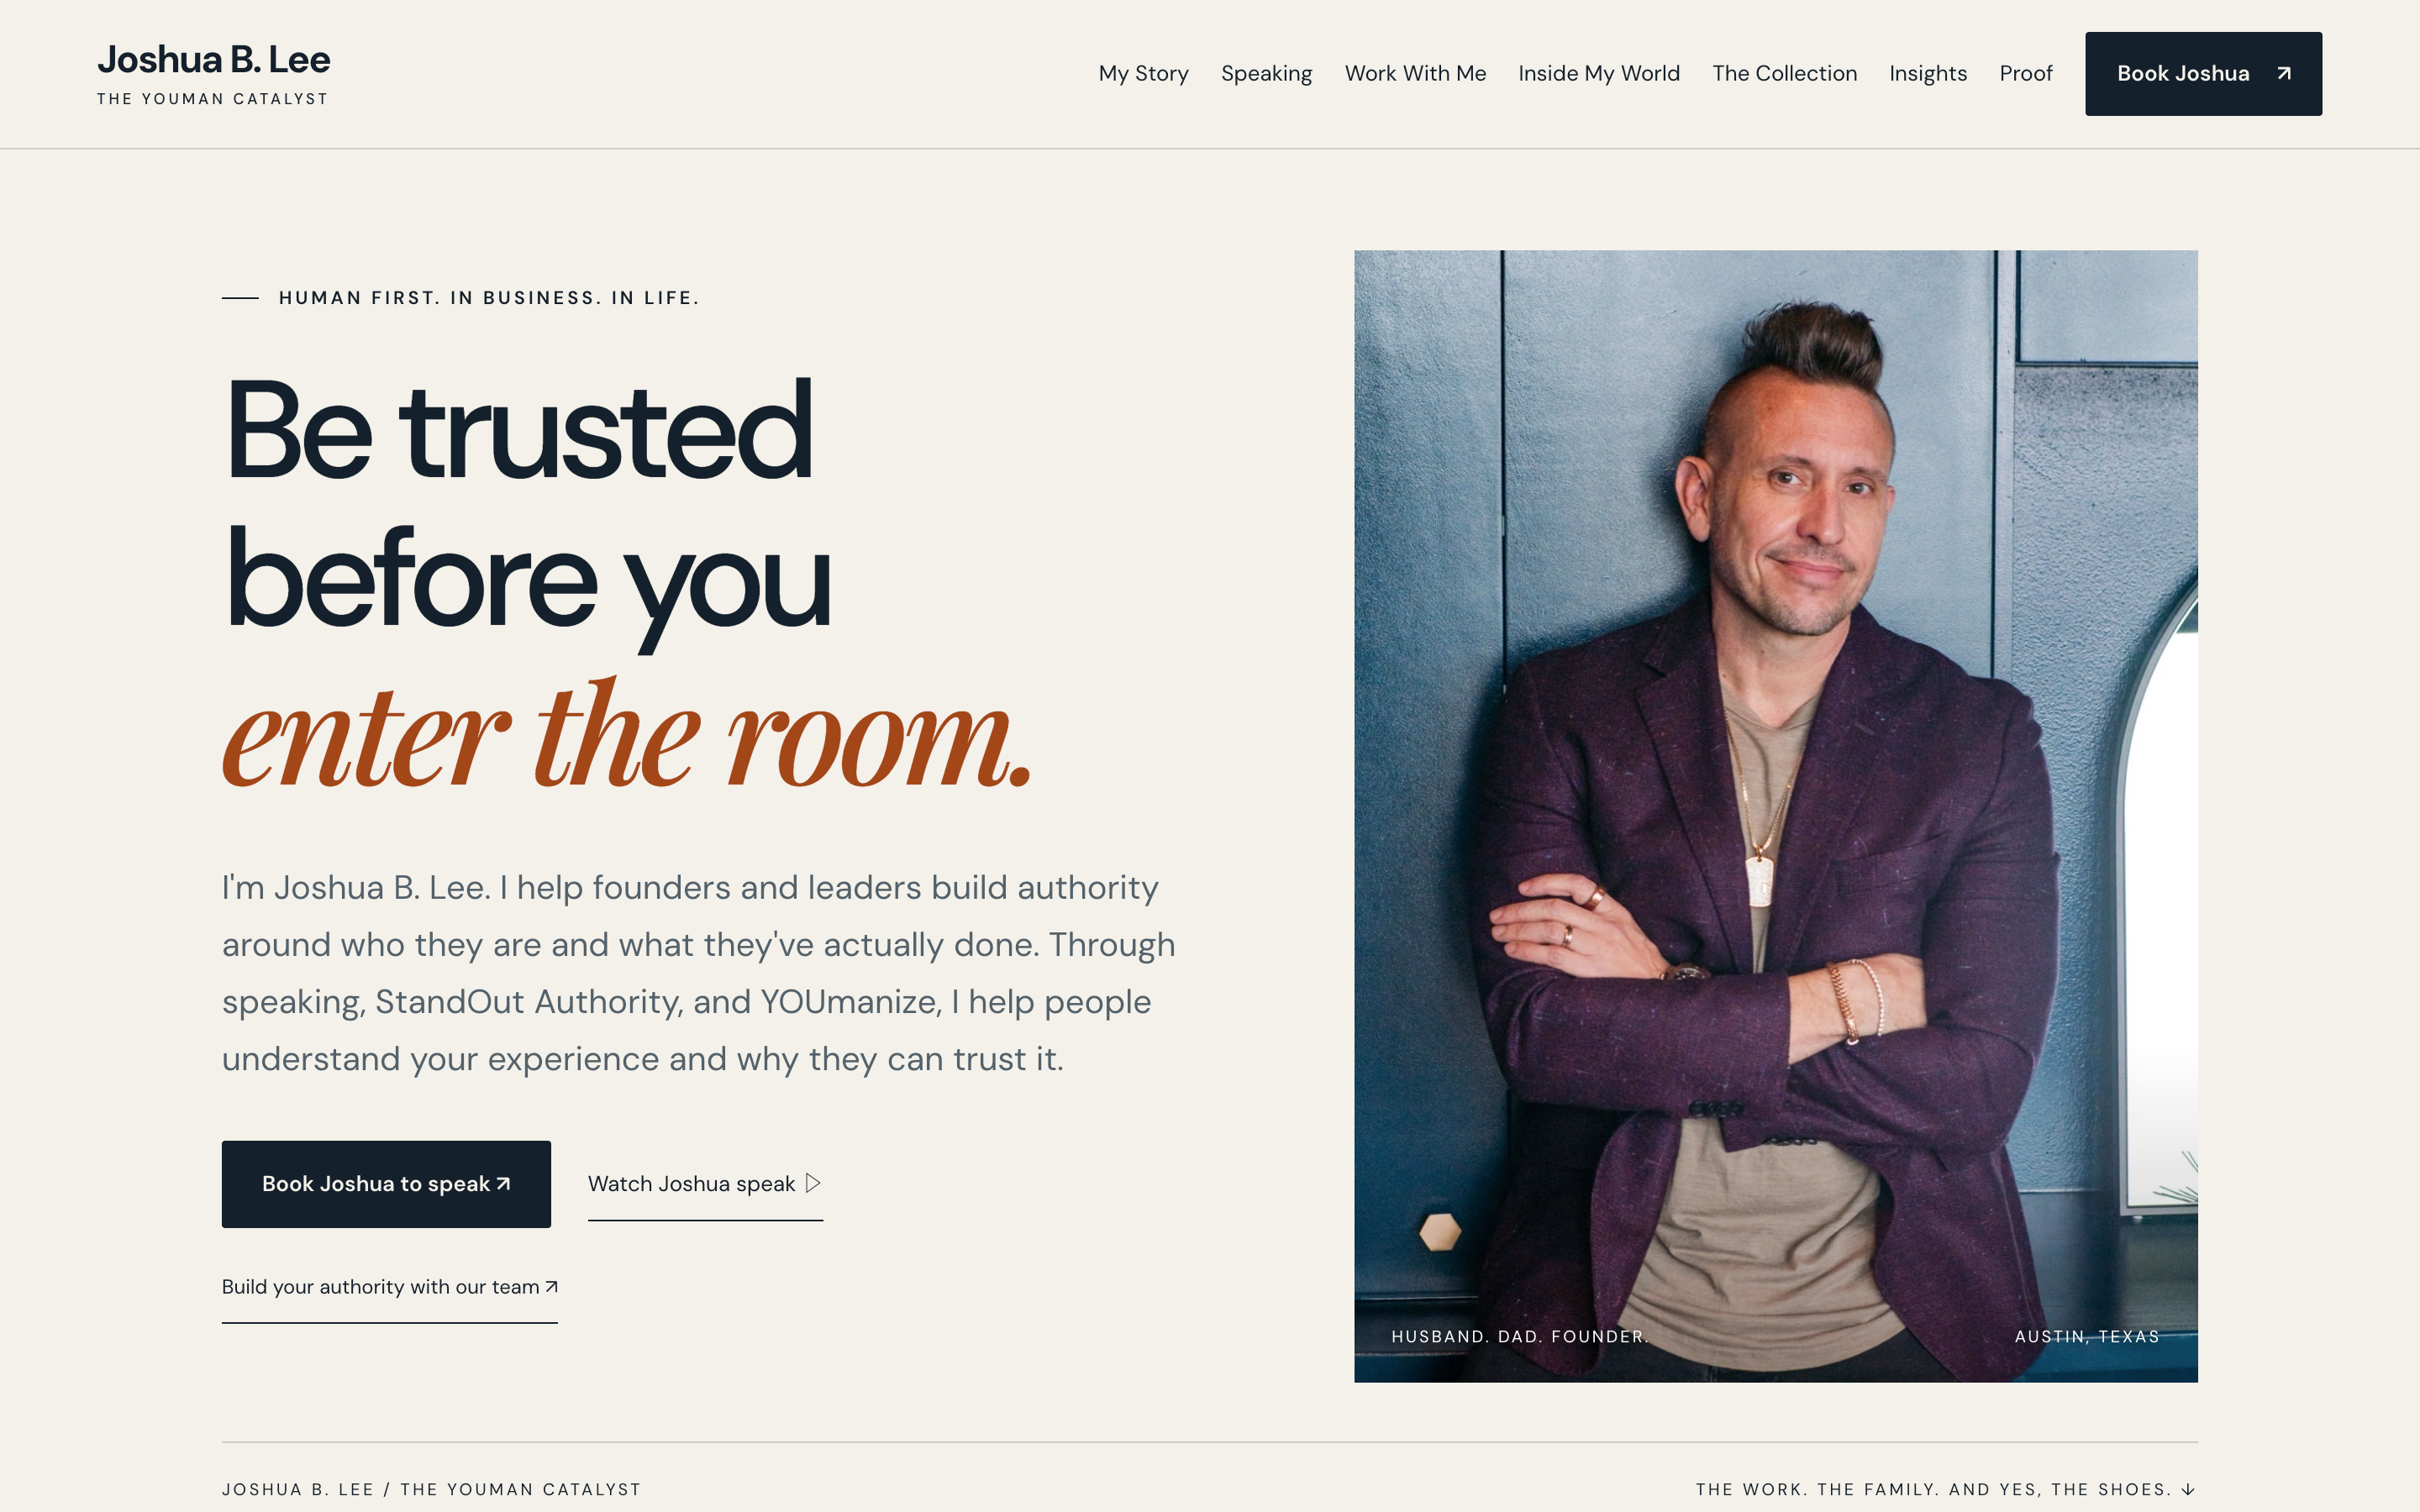 Joshua B. Lee
THE YOUMAN CATALYST
My Story
Speaking
Work With Me
Inside My World
The Collection
Insights
Proof
Book Joshua ↗
HUMAN FIRST. IN BUSINESS. IN LIFE.
Be trusted
before you
enter the room.
I'm Joshua B. Lee. I help founders and leaders build authority
around who they are and what they've actually done. Through
speaking, StandOut Authority, and YOUmanize, I help people
understand your experience and why they can trust it.
Book Joshua to speak ↗
Watch Joshua speak ▷
Build your authority with our team ↗
HUSBAND. DAD. FOUNDER.
AUSTIN, TEXAS
JOSHUA B. LEE / THE YOUMAN CATALYST
THE WORK. THE FAMILY. AND YES, THE SHOES. ↓